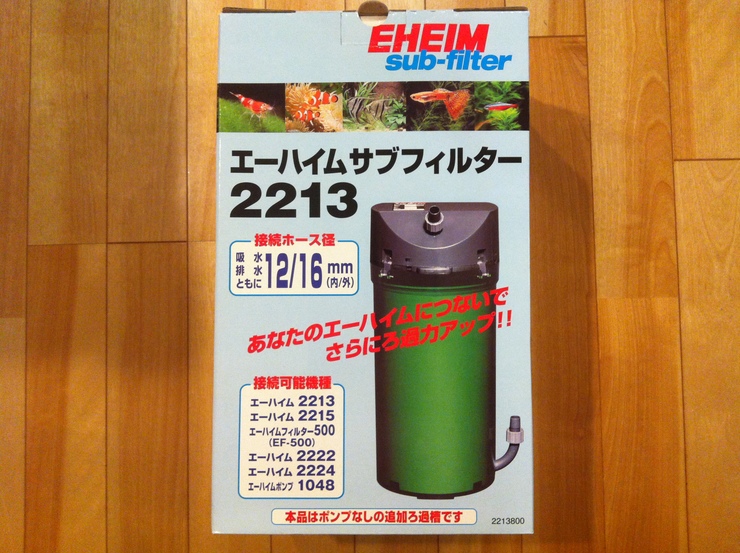 EHEIM
sub-filter
エーハイムサブフィルター
2213
接続ホース径
吸水
排水
ともに
12/16mm
(内/外)
あなたのエーハイムにつないで
さらにろ過力アップ!!
接続可能機種
エーハイム 2213
エーハイム 2215
エーハイムフィルター500
(EF-500)
エーハイム 2222
エーハイム 2224
エーハイムポンプ 1048
本品はポンプなしの追加ろ過槽です
2213800